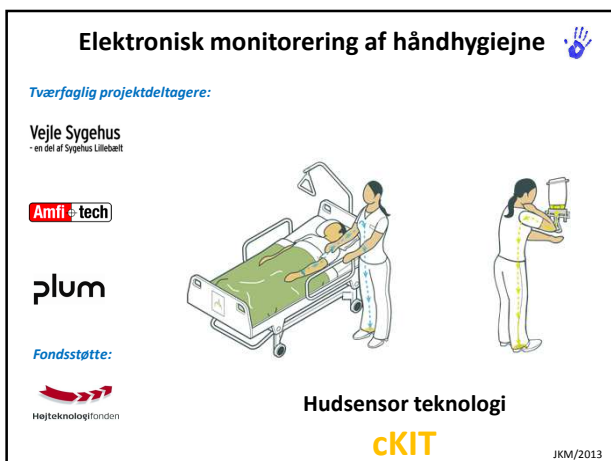 Elektronisk monitorering af håndhygiejne
Tværfaglig projektdeltagere:
Vejle Sygehus
- en del af Sygehus Lillebælt
Amfi tech
plum
Fondsstøtte:
Højteknologifonden
Hudsensor teknologi
cKIT
JKM/2013